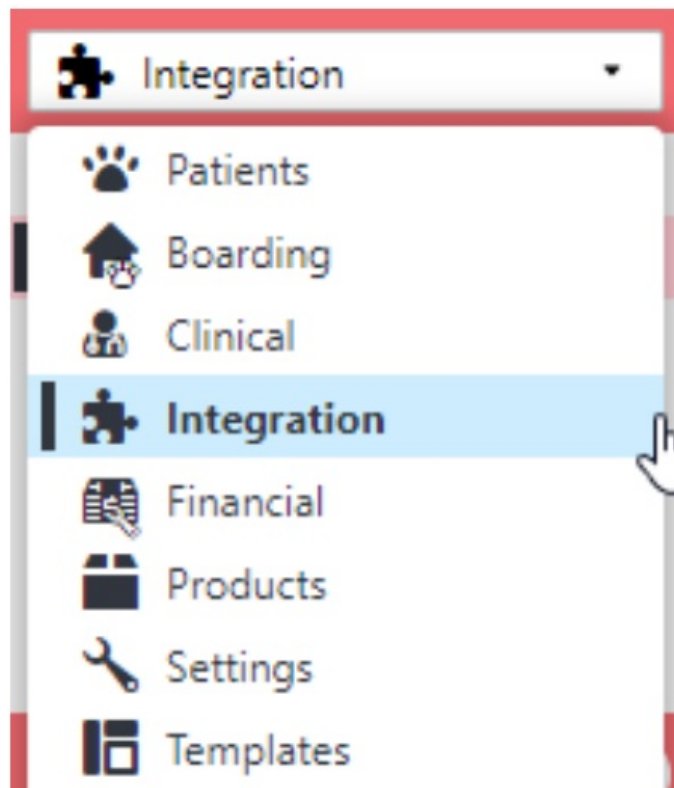 Integration
Patients
Boarding
Clinical
Integration
Financial
Products
Settings
Templates